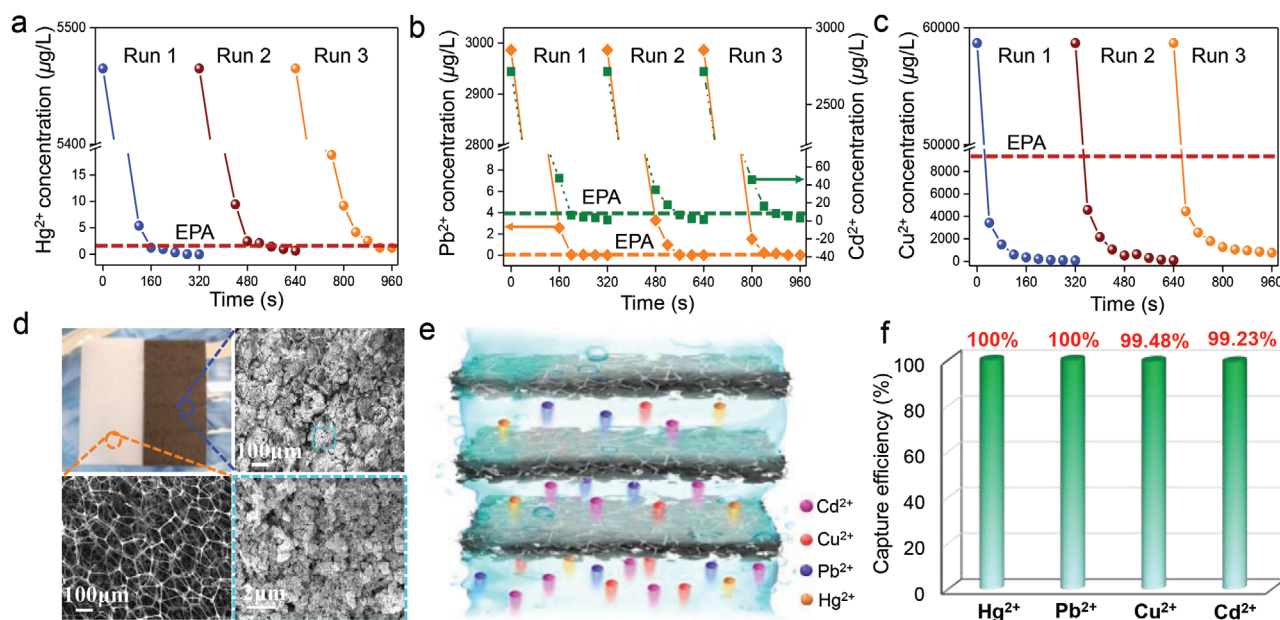 a
5500
5400
15
10
5
0
Hg²⁺ concentration (µg/L)
Run 1
Run 2
Run 3
EPA
0
160
320
480
640
800
960
Time (s)
b
3000
2900
2800
8
6
4
2
0
Pb²⁺ concentration (µg/L)
Run 1
Run 2
Run 3
EPA
EPA
3000
2500
60
40
20
0
-20
-40
Cd²⁺ concentration (µg/L)
0
160
320
480
640
800
960
Time (s)
c
60000
50000
8000
6000
4000
2000
0
Cu²⁺ concentration (µg/L)
Run 1
Run 2
Run 3
EPA
0
160
320
480
640
800
960
Time (s)
d
100µm
100µm
2µm
e
Cd²⁺
Cu²⁺
Pb²⁺
Hg²⁺
f
100% 100% 99.48% 99.23%
100
80
60
40
20
0
Capture efficiency (%)
Hg²⁺ Pb²⁺ Cu²⁺ Cd²⁺